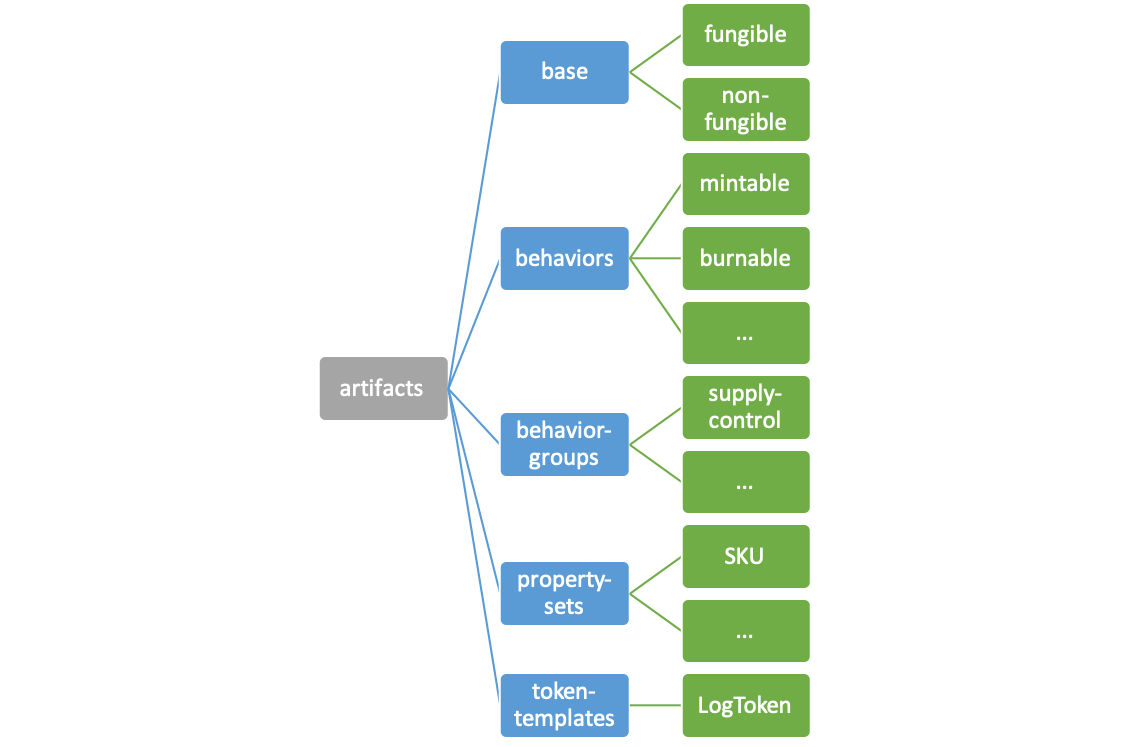 fungible
base
non-
fungible
mintable
behaviors
burnable
...
artifacts
supply-
control
behavior-
groups
...
SKU
property-
sets
...
token-
templates
LogToken